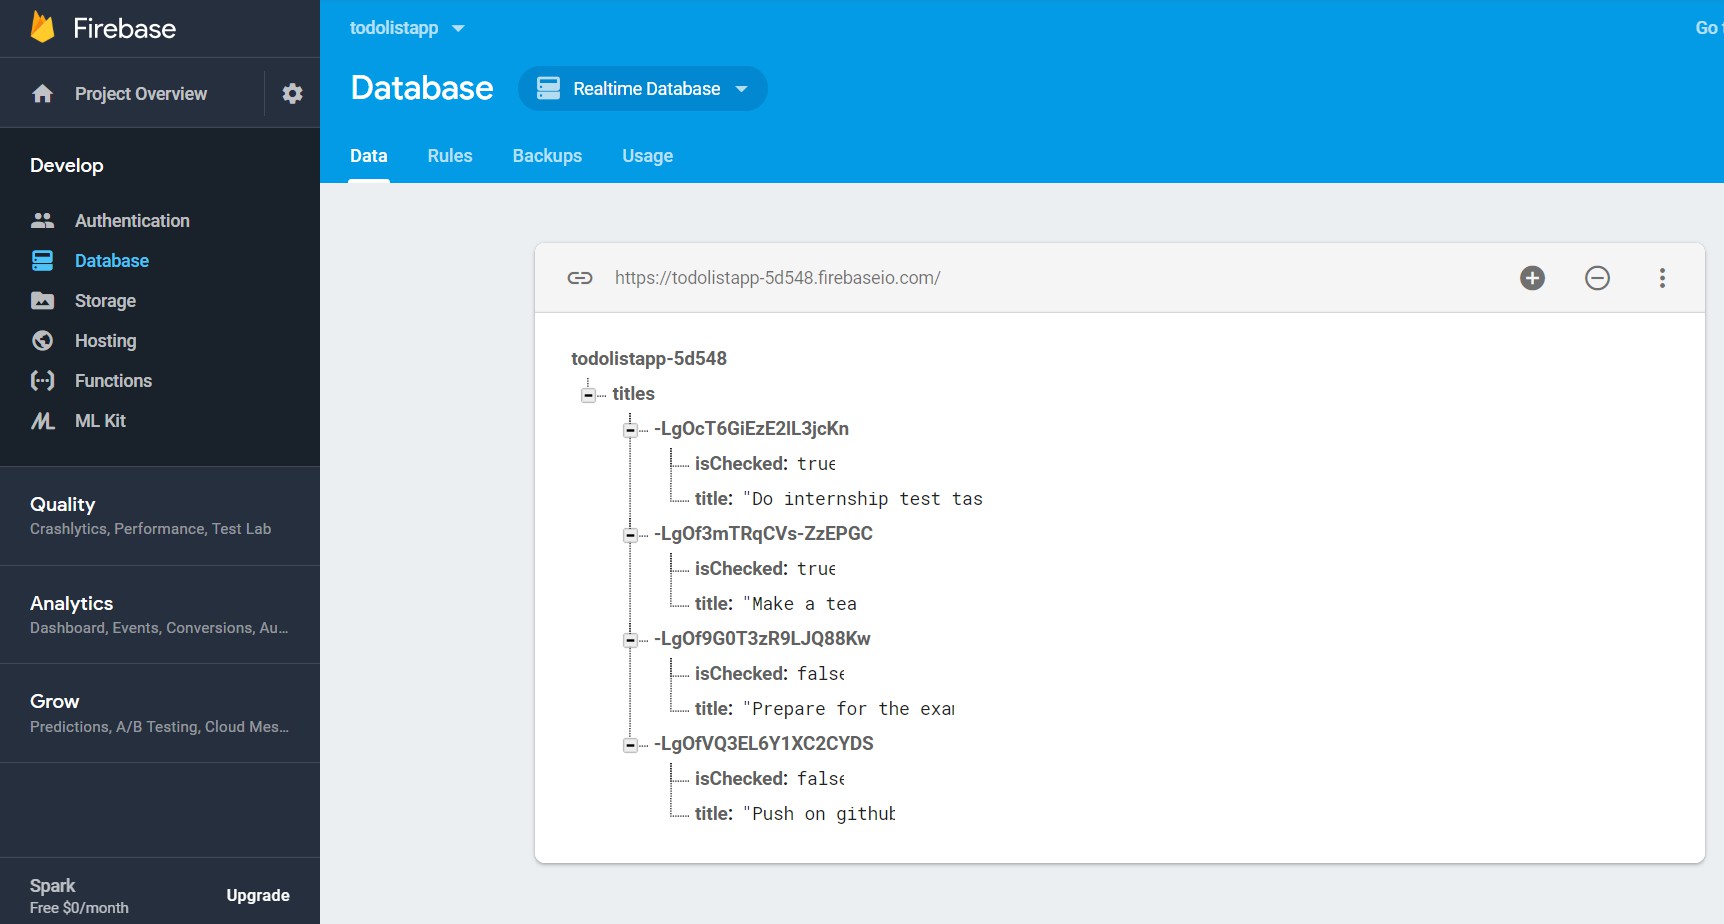 Firebase
Project Overview
Develop
Authentication
Database
Storage
Hosting
Functions
ML Kit
Quality
Crashlytics, Performance, Test Lab
Analytics
Dashboard, Events, Conversions, Au...
Grow
Predictions, A/B Testing, Cloud Mes...
Spark
Free $0/month
Upgrade
todolistapp
Go
Database
Realtime Database
Data Rules Backups Usage
https://todolistapp-5d548.firebaseio.com/
todolistapp-5d548
titles
-LgOcT6GiEzE2lL3jcKn
isChecked: true
title: "Do internship test tas
-LgOf3mTRqCVs-ZzEPGC
isChecked: true
title: "Make a tea
-LgOf9G0T3zR9LJQ88Kw
isChecked: false
title: "Prepare for the exam
-LgOfVQ3EL6Y1XC2CYDS
isChecked: false
title: "Push on github